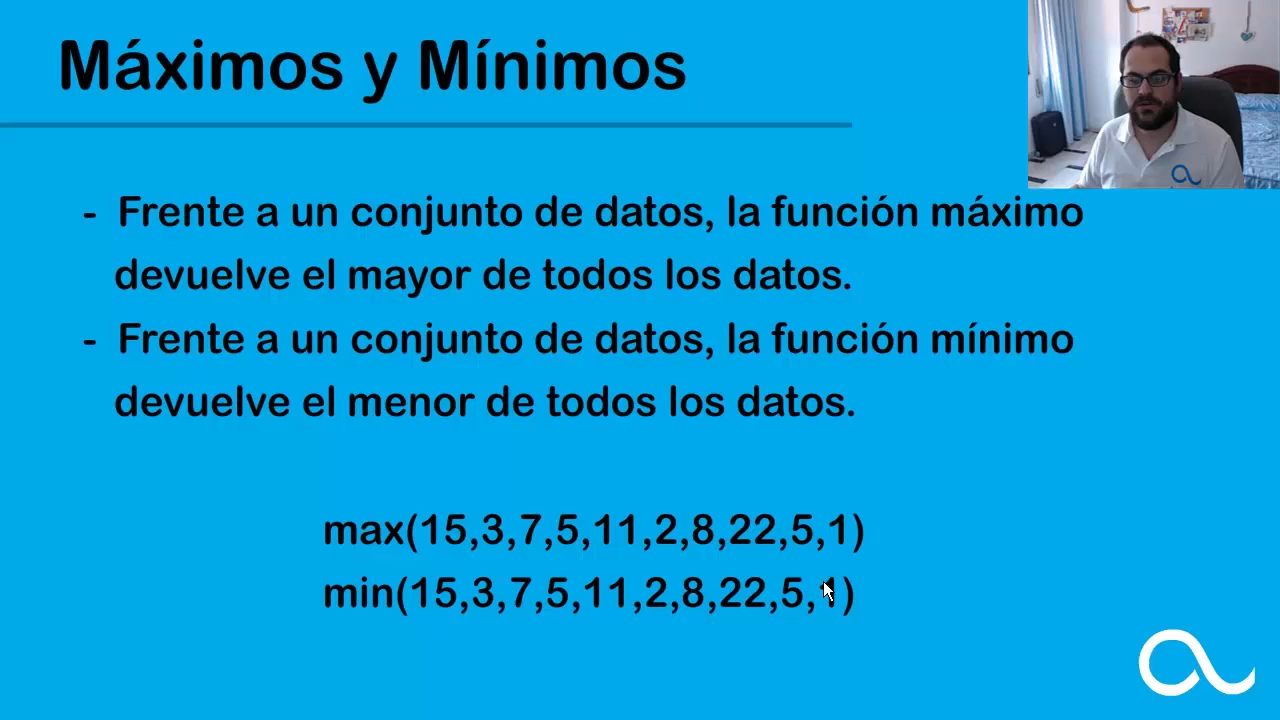 Máximos y Mínimos
- Frente a un conjunto de datos, la función máximo
devuelve el mayor de todos los datos.
- Frente a un conjunto de datos, la función mínimo
devuelve el menor de todos los datos.
max(15,3,7,5,11,2,8,22,5,1)
min(15,3,7,5,11,2,8,22,5,1)